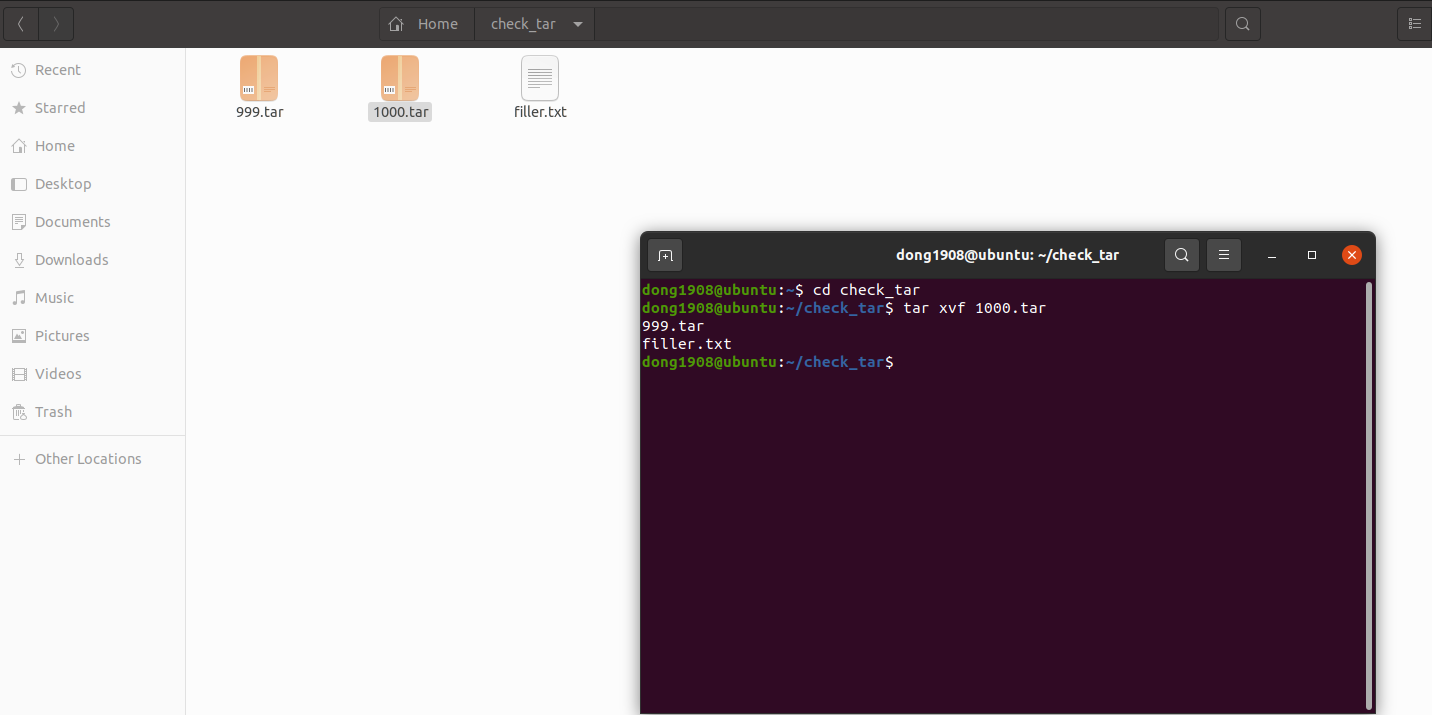 Home check_tar
Recent
Starred
Home
Desktop
Documents
Downloads
Music
Pictures
Videos
Trash
Other Locations
999.tar 1000.tar filler.txt
dong1908@ubuntu: ~/check_tar
dong1908@ubuntu:~$ cd check_tar
dong1908@ubuntu:~/check_tar$ tar xvf 1000.tar
999.tar
filler.txt
dong1908@ubuntu:~/check_tar$